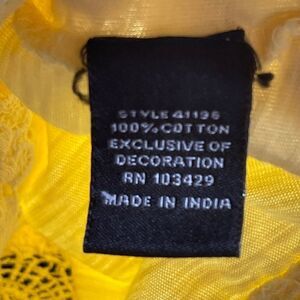 STYLE 41196
100% COTTON
EXCLUSIVE OF
DECORATION
RN 103429
MADE IN INDIA